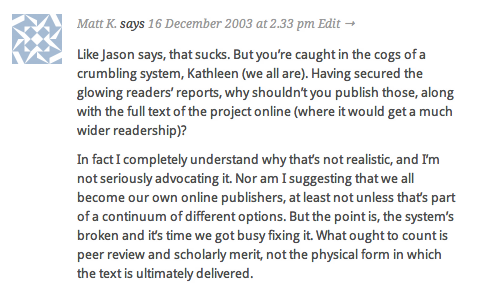 Matt K. says 16 December 2003 at 2.33 pm Edit →
Like Jason says, that sucks. But you’re caught in the cogs of a
crumbling system, Kathleen (we all are). Having secured the
glowing readers’ reports, why shouldn’t you publish those, along
with the full text of the project online (where it would get a much
wider readership)?
In fact I completely understand why that’s not realistic, and I’m
not seriously advocating it. Nor am I suggesting that we all
become our own online publishers, at least not unless that’s part
of a continuum of different options. But the point is, the system’s
broken and it’s time we got busy fixing it. What ought to count is
peer review and scholarly merit, not the physical form in which
the text is ultimately delivered.